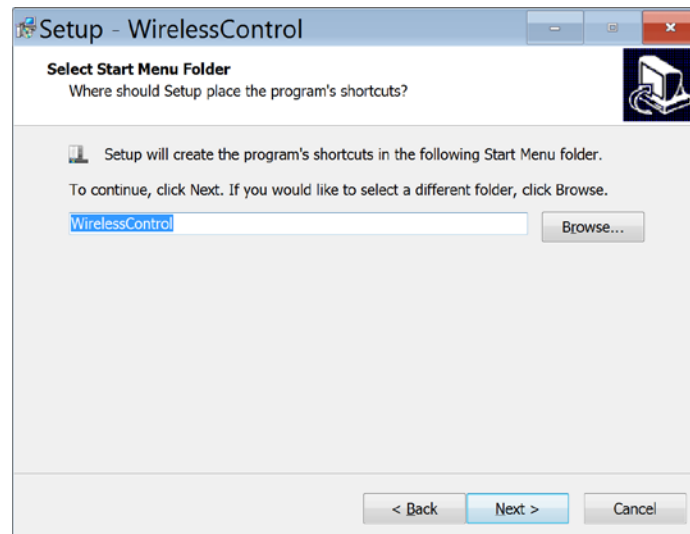 Setup - WirelessControl
Select Start Menu Folder
Where should Setup place the program's shortcuts?
Setup will create the program's shortcuts in the following Start Menu folder.
To continue, click Next. If you would like to select a different folder, click Browse.
WirelessControl
Browse...
< Back
Next >
Cancel